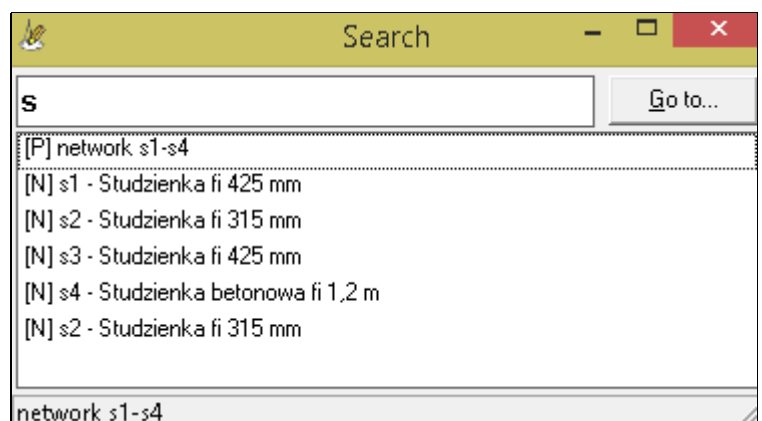 Search
s
Go to...
[P] network s1-s4
[N] s1 - Studzienka fi 425 mm
[N] s2 - Studzienka fi 315 mm
[N] s3 - Studzienka fi 425 mm
[N] s4 - Studzienka betonowa fi 1,2 m
[N] s2 - Studzienka fi 315 mm
network s1-s4